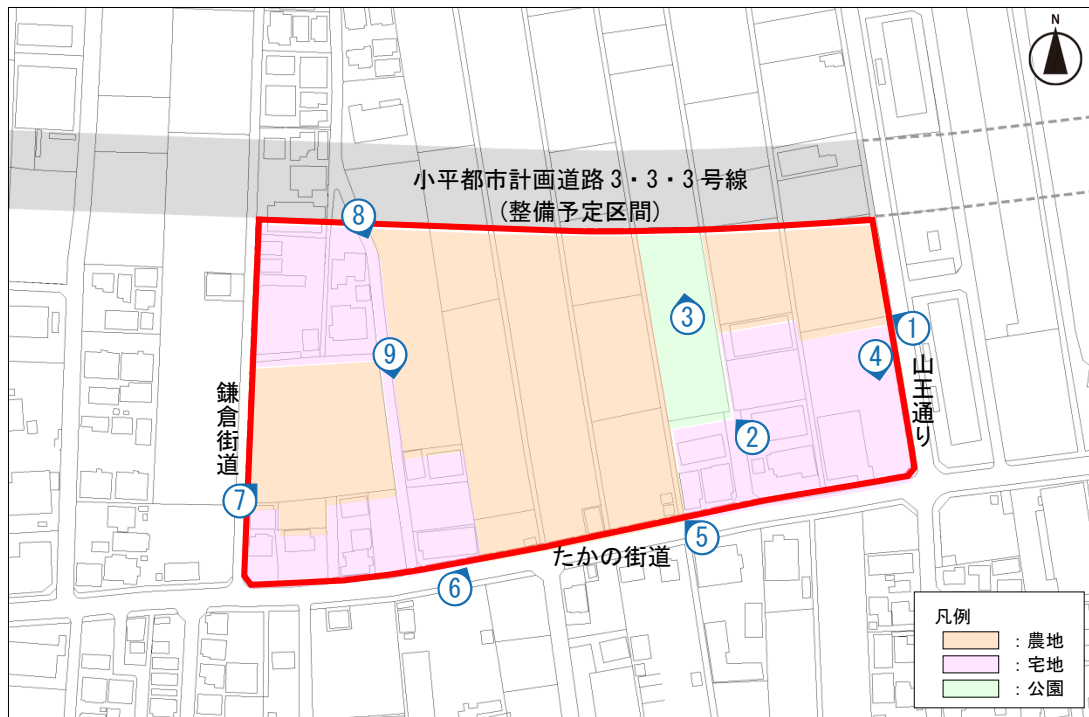 N
小平都市計画道路3・3・3号線
(整備予定区間)
8
3
1
9
4
山王通り
鎌倉街道
2
7
5
たかの街道
6
凡例
：農地
：宅地
：公園